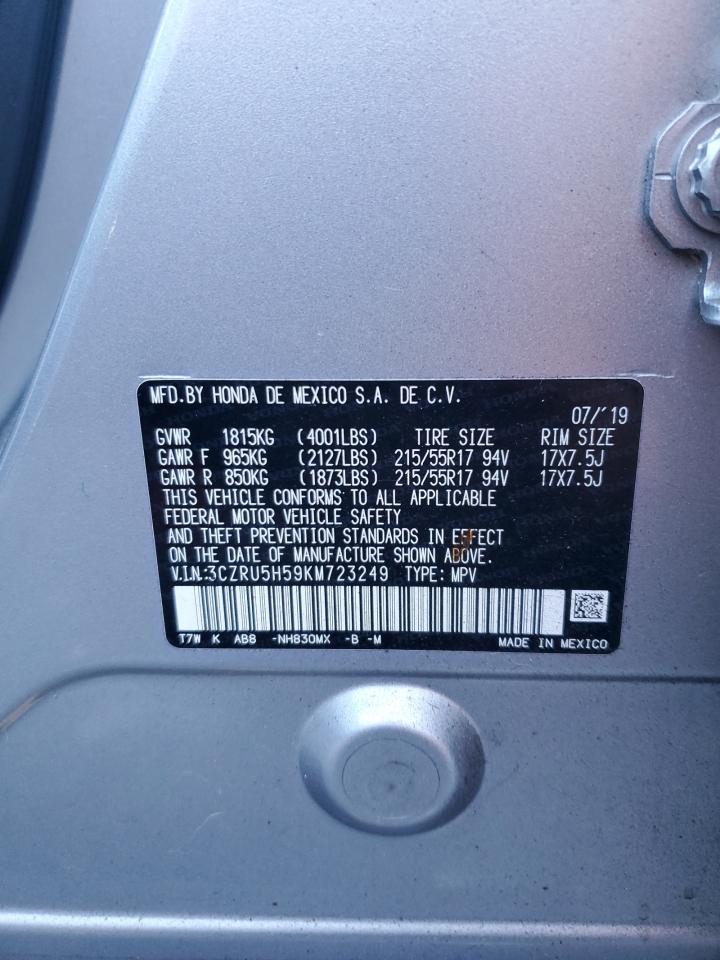 MFD.BY HONDA DE MEXICO S.A. DE C.V.
07/'19
GVWR 1815KG (4001LBS) TIRE SIZE RIM SIZE
GAWR F 965KG (2127LBS) 215/55R17 94V 17X7.5J
GAWR R 850KG (1873LBS) 215/55R17 94V 17X7.5J
THIS VEHICLE CONFORMS TO ALL APPLICABLE
FEDERAL MOTOR VEHICLE SAFETY
AND THEFT PREVENTION STANDARDS IN EFFECT
ON THE DATE OF MANUFACTURE SHOWN ABOVE.
V.I.N.:3CZRU5H59KM723249 TYPE: MPV
T7W K AB8 -NH830MX -B -M MADE IN MEXICO